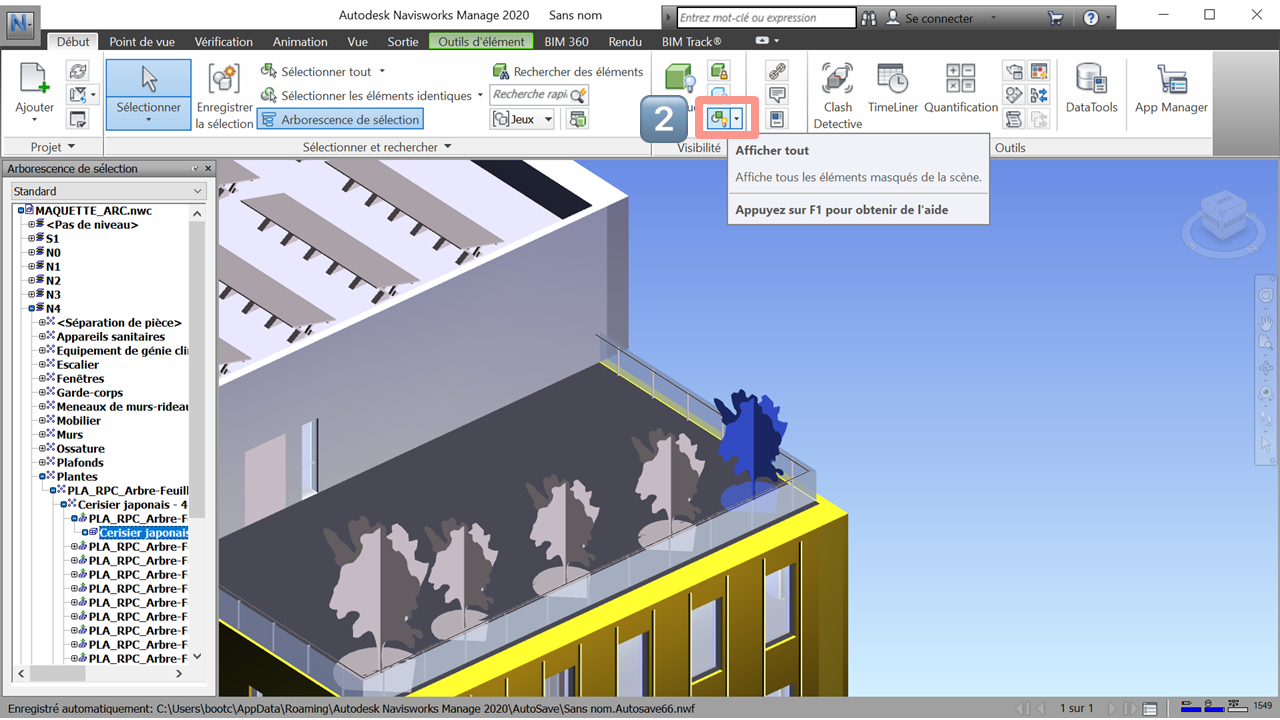 Autodesk Navisworks Manage 2020 Sans nom
Entrez mot-clé ou expression
Se connecter
Début Point de vue Vérification Animation Vue Sortie Outils d'élément BIM 360 Rendu BIM Track®
Ajouter
Projet
Sélectionner
Enregistrer
la sélection
Sélectionne tout
Sélectionner les éléments identiques
Arborescence de sélection
Rechercher des éléments
Recherche rapi
Jeux
Sélectionner et rechercher
2
Visibilité
Clash
Detective
TimeLiner
Quantification
DataTools
App Manager
Outils
Afficher tout
Affiche tous les éléments masqués de la scène.
Appuyez sur F1 pour obtenir de l'aide
Arborescence de sélection
Standard
MAQUETTE_ARC.nwc
<Pas de niveau>
S1
N0
N1
N2
N3
N4
<Séparation de pièce>
Appareils sanitaires
Equipement de génie cli
Escalier
Fenêtres
Garde-corps
Meneaux de murs-rideau
Mobilier
Murs
Ossature
Plafonds
Plantes
PLA_RPC_Arbre-Feuill
Cerisier japonais - 4
PLA_RPC_Arbre-F
Cerisier japonais
PLA_RPC_Arbre-F
PLA_RPC_Arbre-F
PLA_RPC_Arbre-F
PLA_RPC_Arbre-F
PLA_RPC_Arbre-F
PLA_RPC_Arbre-F
PLA_RPC_Arbre-F
PLA_RPC_Arbre-F
PLA_RPC_Arbre-F
Enregistré automatiquement: C:\Users\bootc\AppData\Roaming\Autodesk Navisworks Manage 2020\AutoSave\Sans nom.Autosave66.nwf
1 sur 1
1549